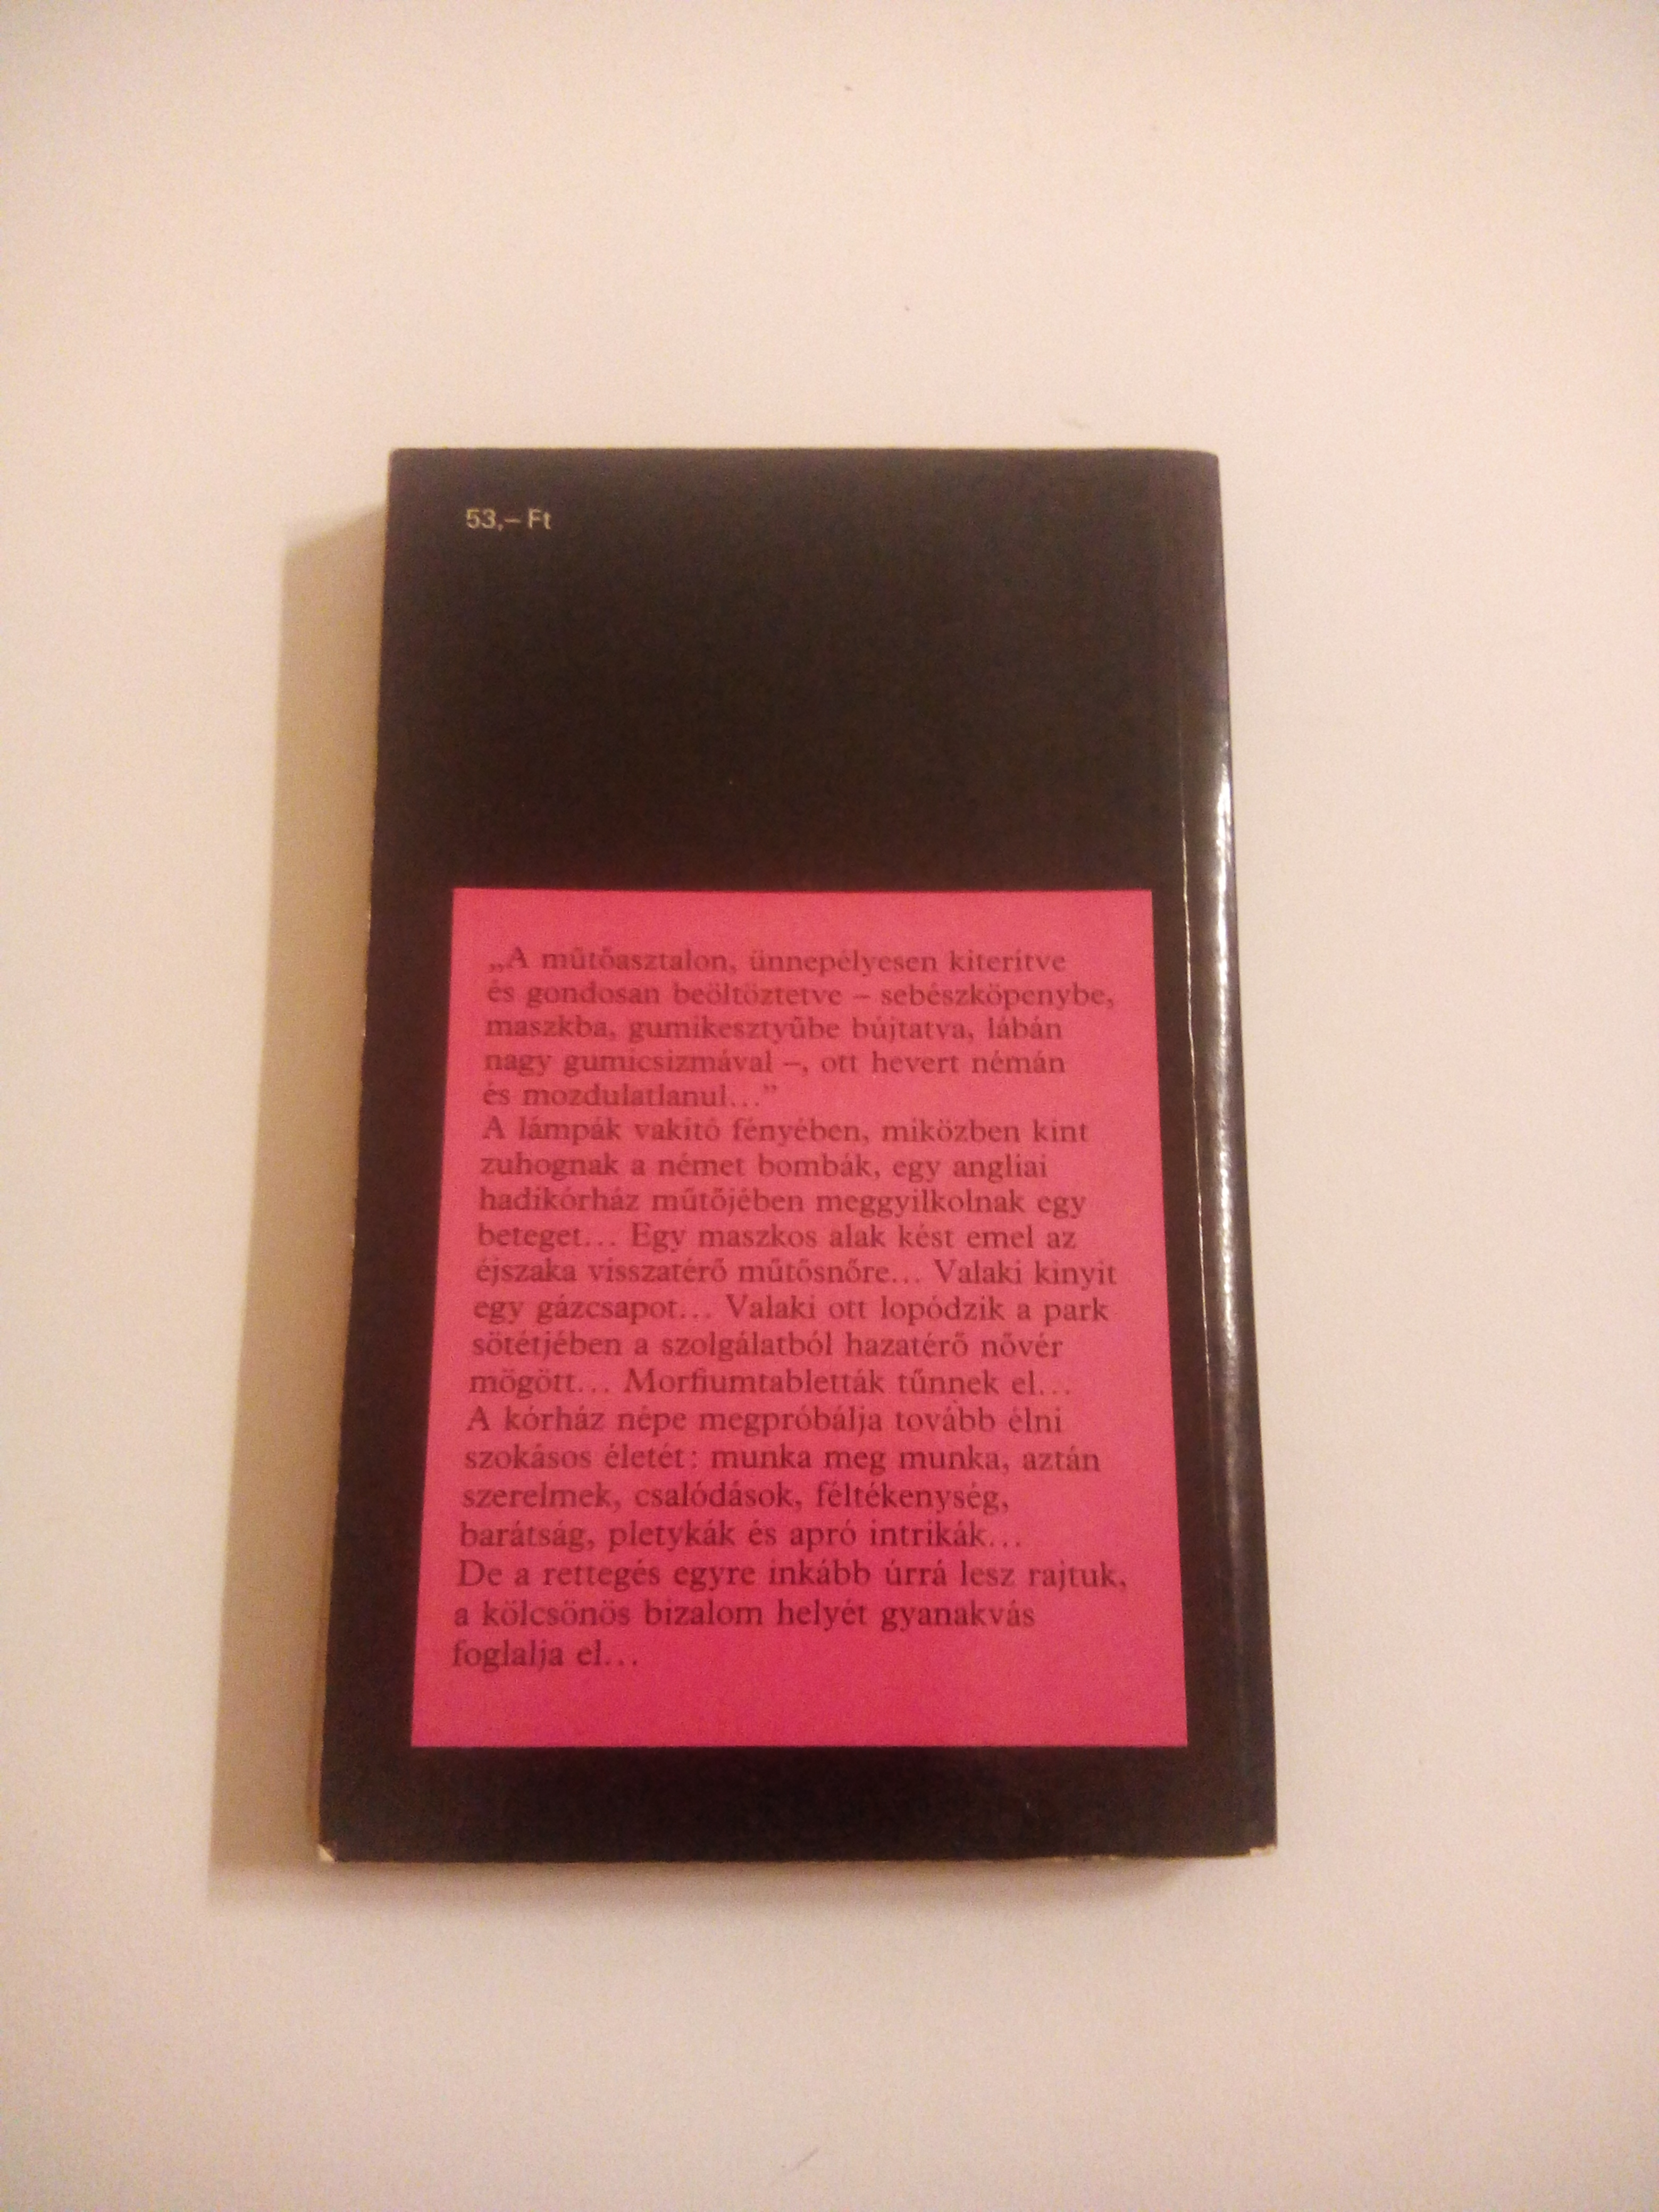 53,– Ft
„A műtőasztalon, ünnepélyesen kiterítve
és gondosan beöltöztetve – sebészköpenybe,
maszkba, gumikesztyűbe bújtatva, lábán
nagy gumicsizmával –, ott hevert némán
és mozdulatlanul...”
A lámpák vakító fényében, miközben kint
zuhognak a német bombák, egy angliai
hadikórház műtőjében meggyilkolnak egy
beteget... Egy maszkos alak kést emel az
éjszaka visszatérő műtősnőre... Valaki kinyit
egy gázcsapot... Valaki ott lopódzik a park
sötétjében a szolgálatból hazatérő nővér
mögött... Morfiumtabletták tűnnek el...
A kórház népe megpróbálja tovább élni
szokásos életét: munka meg munka, aztán
szerelmek, csalódások, féltékenység,
barátság, pletykák és apró intrikák...
De a rettegés egyre inkább úrrá lesz rajtuk,
a kölcsönös bizalom helyét gyanakvás
foglalja el...